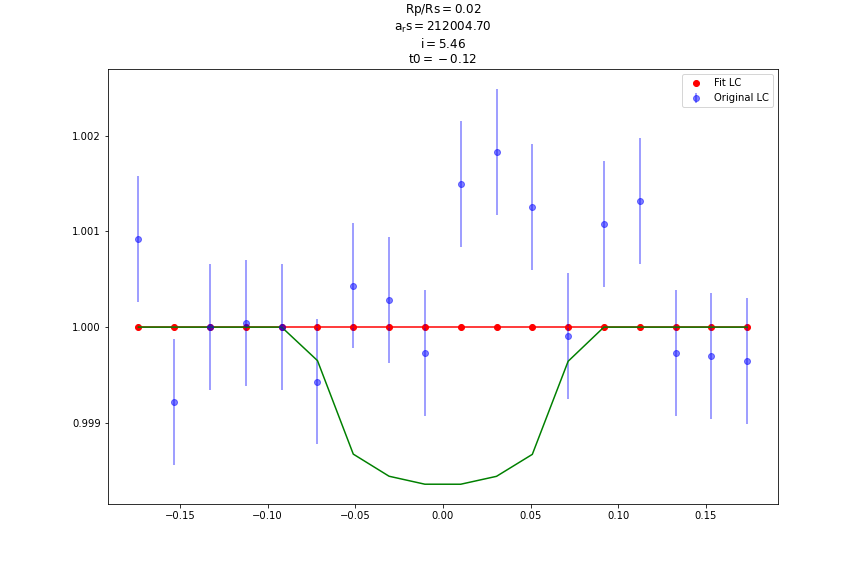 Rp/Rs = 0.02
a_rs = 212004.70
i = 5.46
t0 = −0.12
Fit LC
Original LC
1.002
1.001
1.000
0.999
−0.15
−0.10
−0.05
0.00
0.05
0.10
0.15